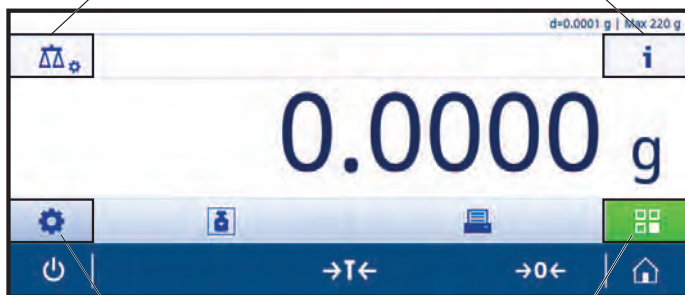 d=0.0001 g | Max 220 g
i
0.0000 g
→T← →0←